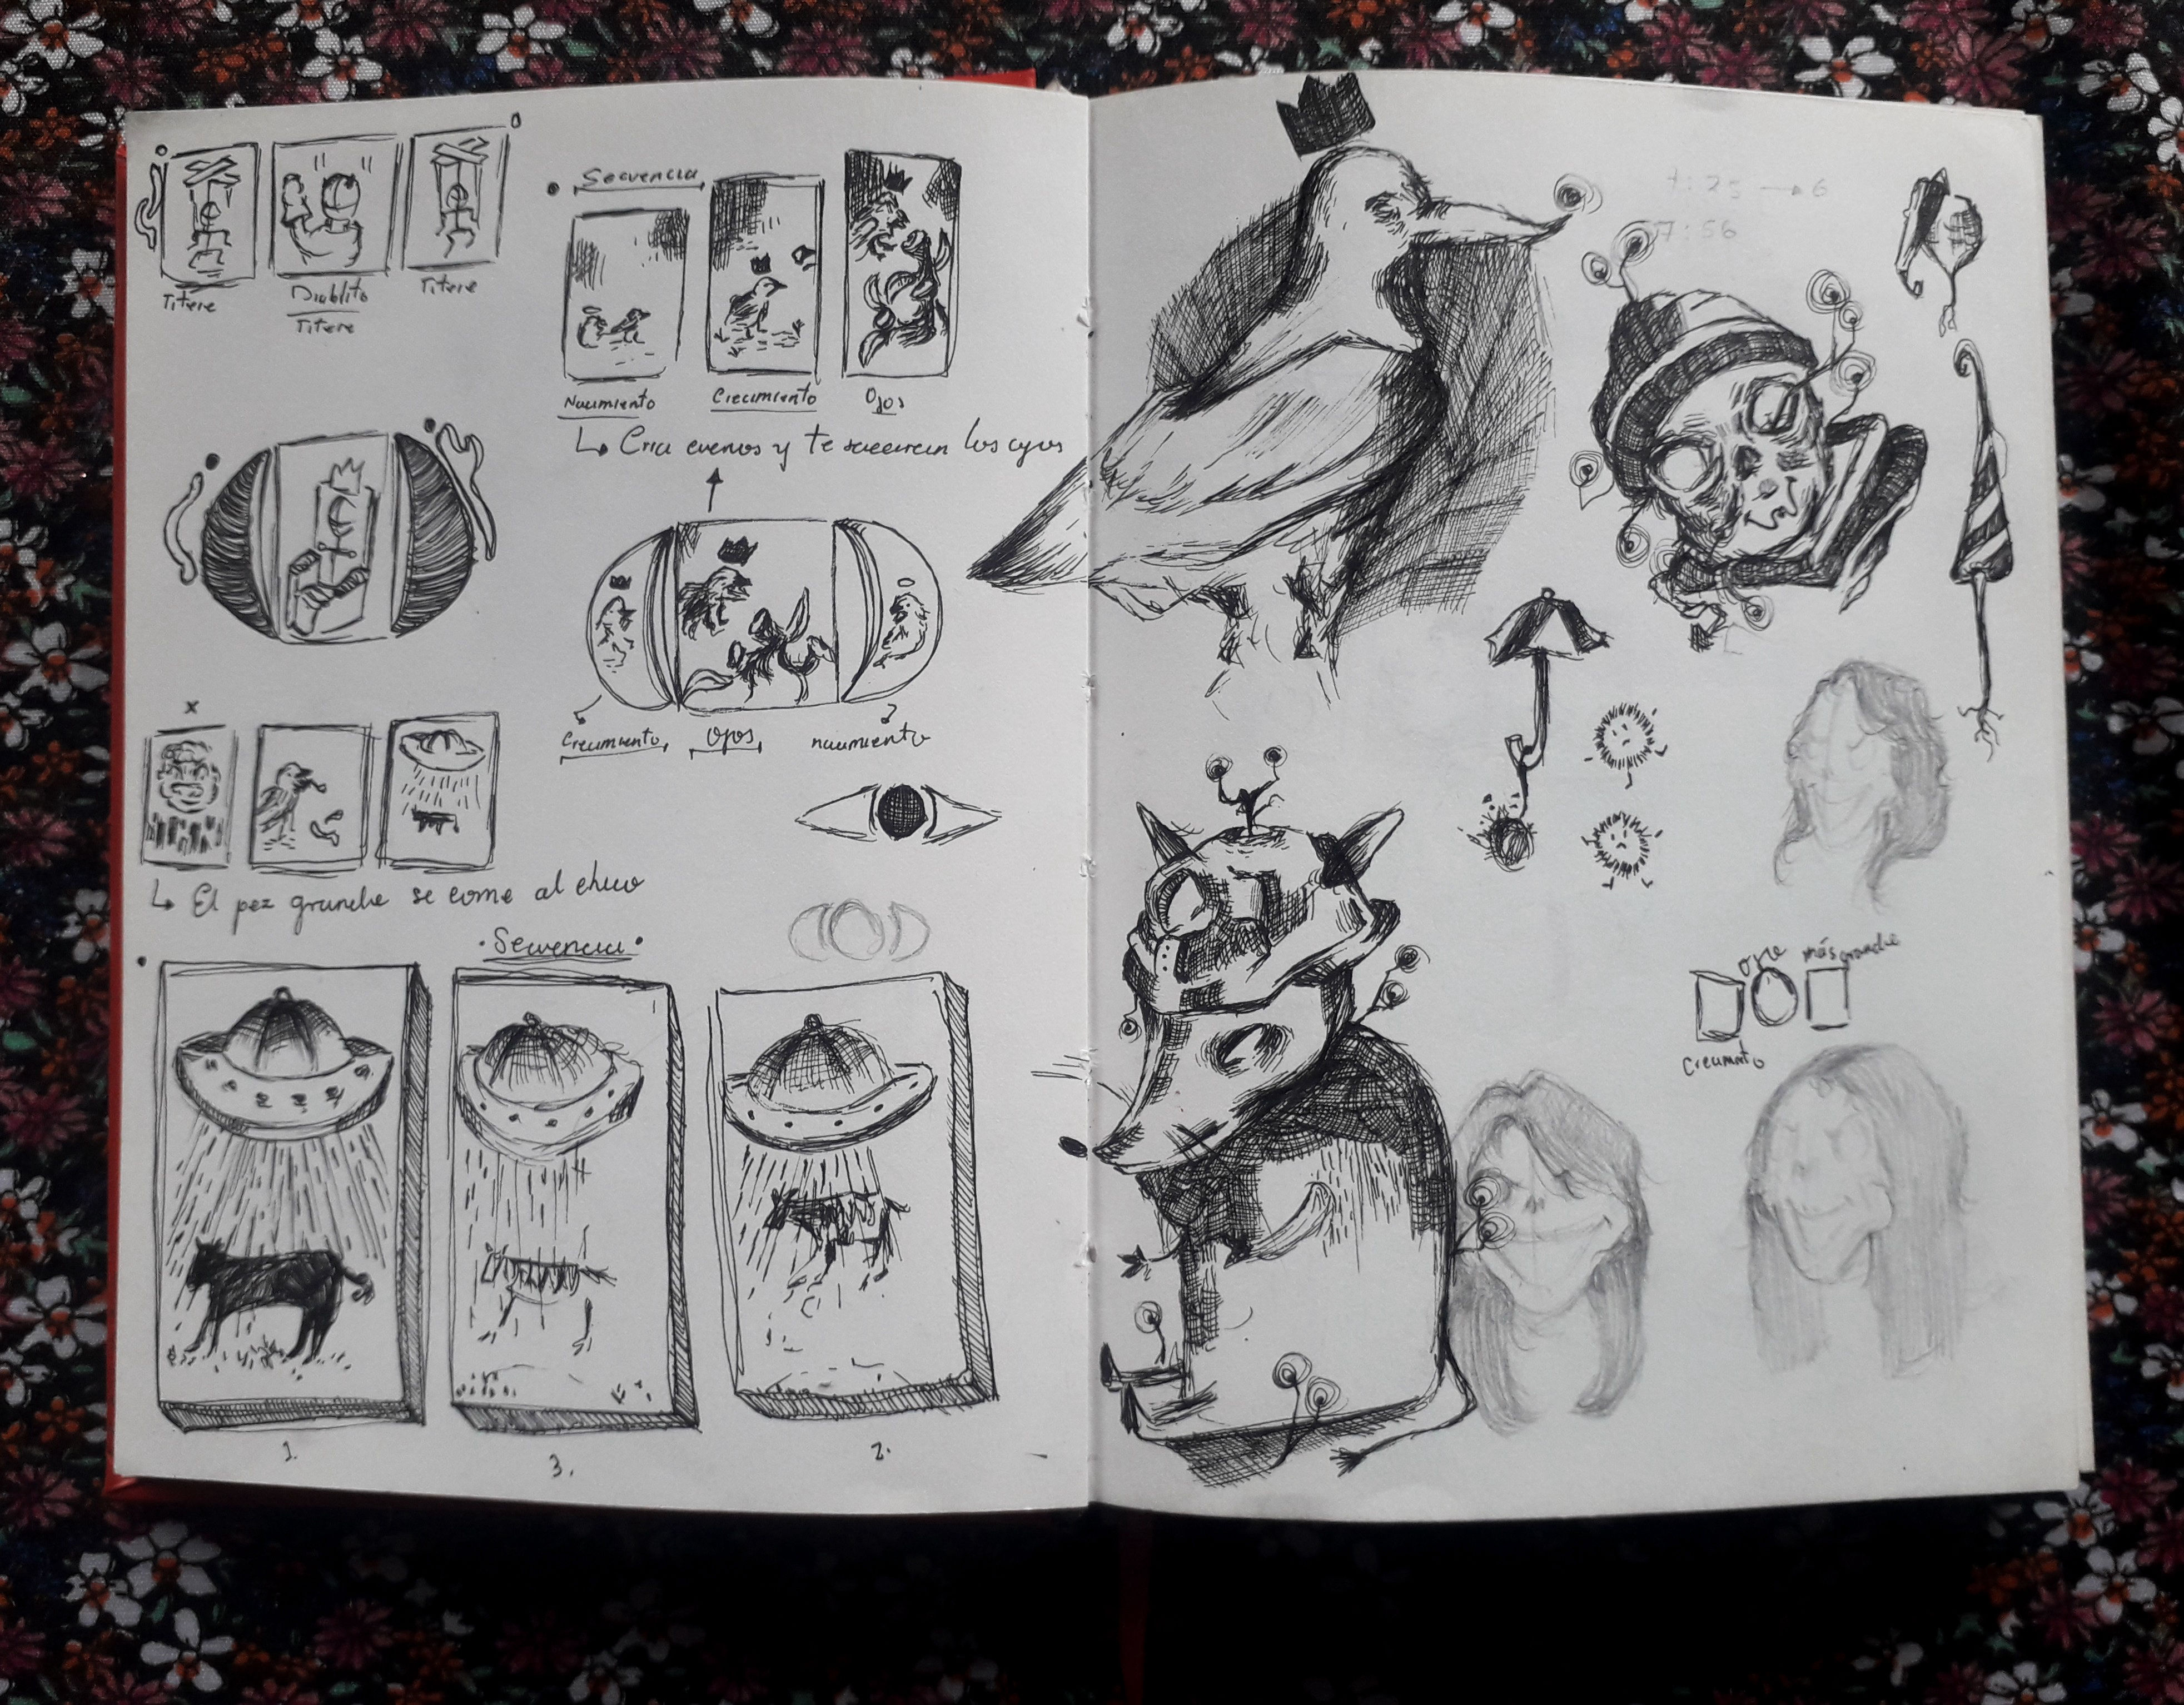 Titere
Diablito
Titere
Titere
Secuencia
Nacimiento
Crecimiento
Ojos
Cria cuervos y te sacaran los ojos
Crecimiento,
Ojos,
nacimiento
x
El pez grande se come al chico
Secuencia
1.
3.
2.
7:25 → 6
7:56
más grande
Crecimiento